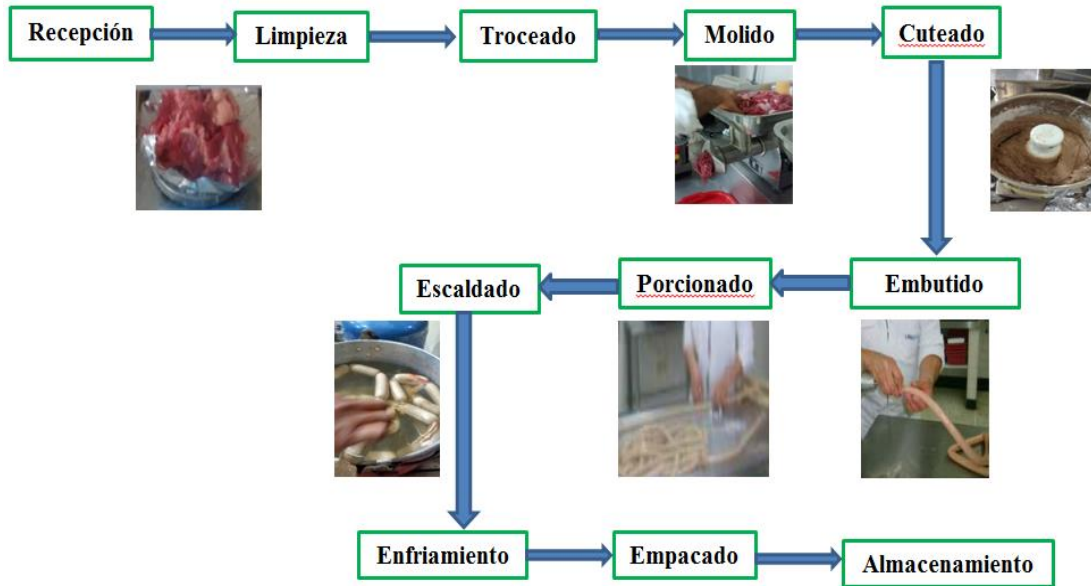 Recepción
Limpieza
Troceado
Molido
Cuteado
Embutido
Porcionado
Escaldado
Enfriamiento
Empacado
Almacenamiento